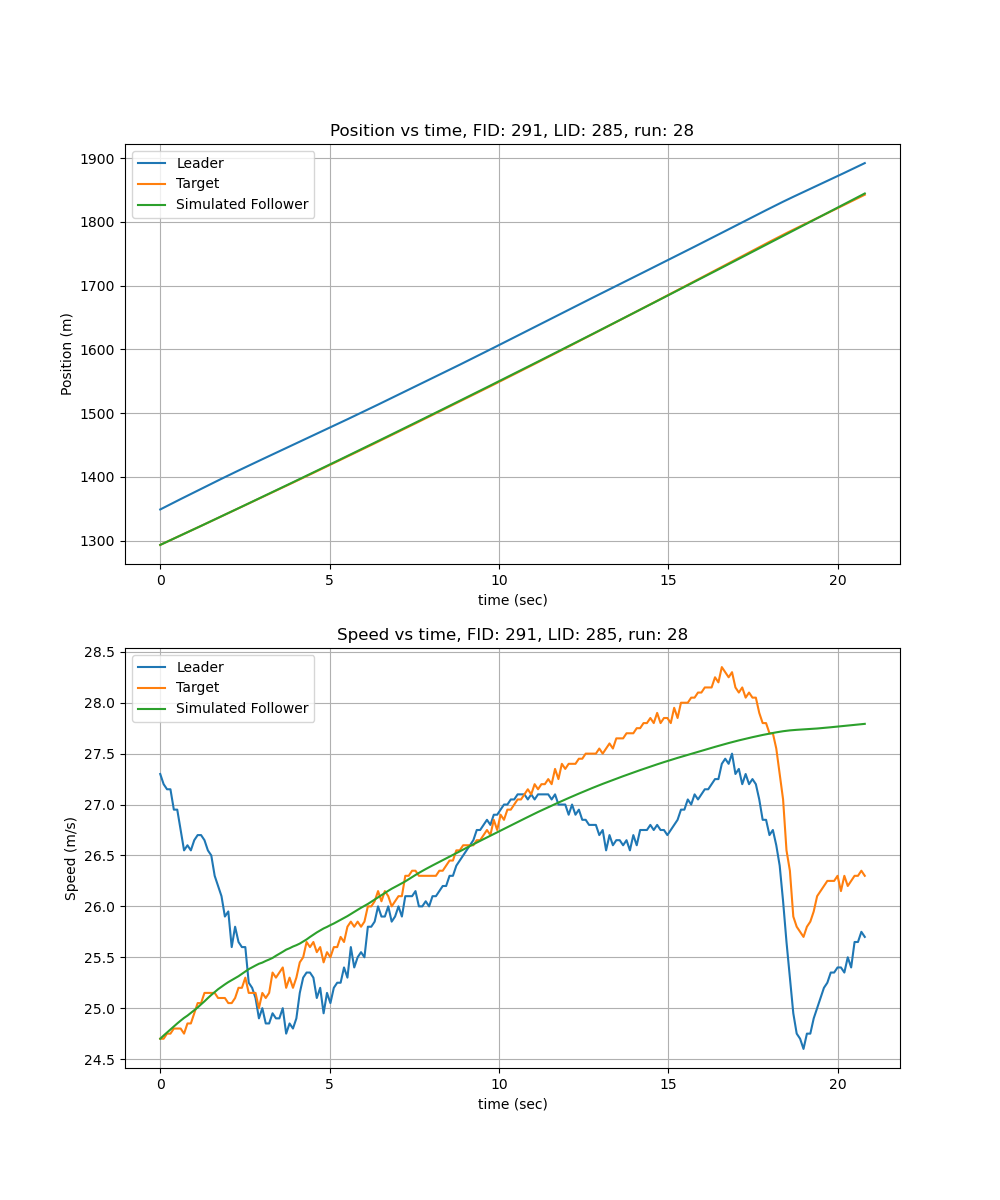 Position vs time, FID: 291, LID: 285, run: 28
Leader
Target
Simulated Follower
1900
1800
1700
1600
1500
1400
1300
Position (m)
0 5 10 15 20
time (sec)
Speed vs time, FID: 291, LID: 285, run: 28
Leader
Target
Simulated Follower
28.5
28.0
27.5
27.0
26.5
26.0
25.5
25.0
24.5
Speed (m/s)
0 5 10 15 20
time (sec)